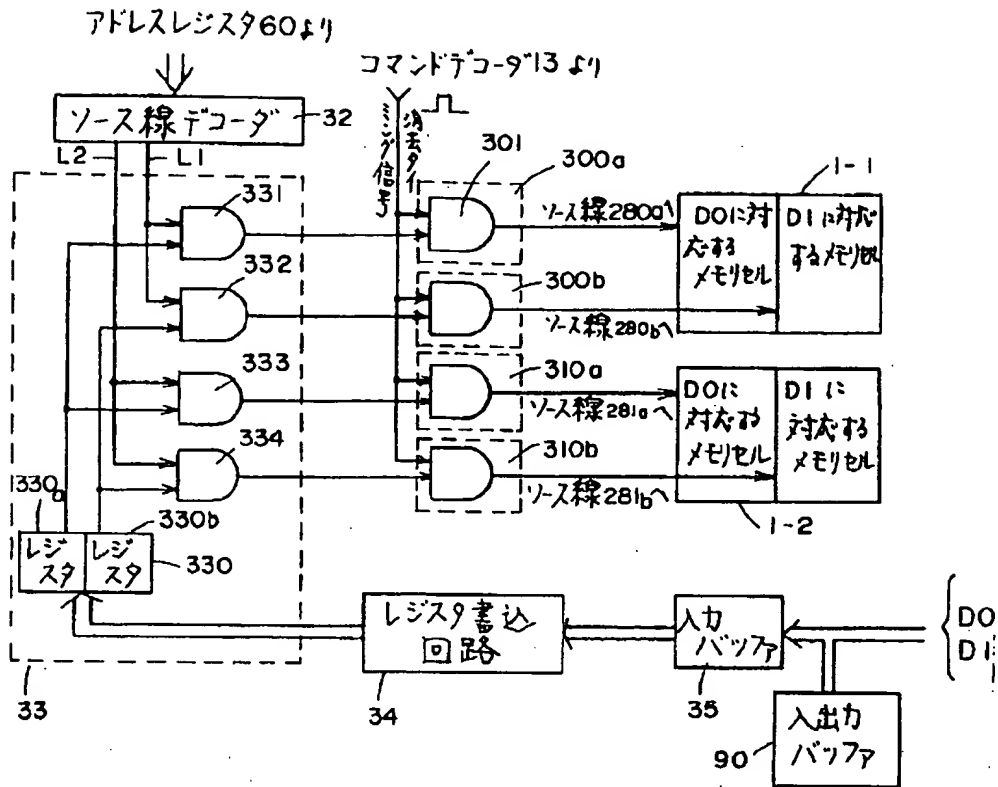 アドレスレジスタ60より
コマンドデコーダ13より
ソース線デコーダ
32
L2
L1
消去タイ
ミング信号
331
301
300a
1-1
ソース線280aへ
D0に対
応する
メモリセル
D1に対応
するメモリセル
332
300b
ソース線280bへ
333
310a
ソース線281aへ
D0に
対応する
メモリセル
D1に
対応する
メモリセル
334
310b
ソース線281bへ
1-2
330a
330b
レジ
スタ
レジ
スタ
330
レジスタ書込
回路
入力
バッファ
D0
D1
33
34
35
入出力
バッファ
90